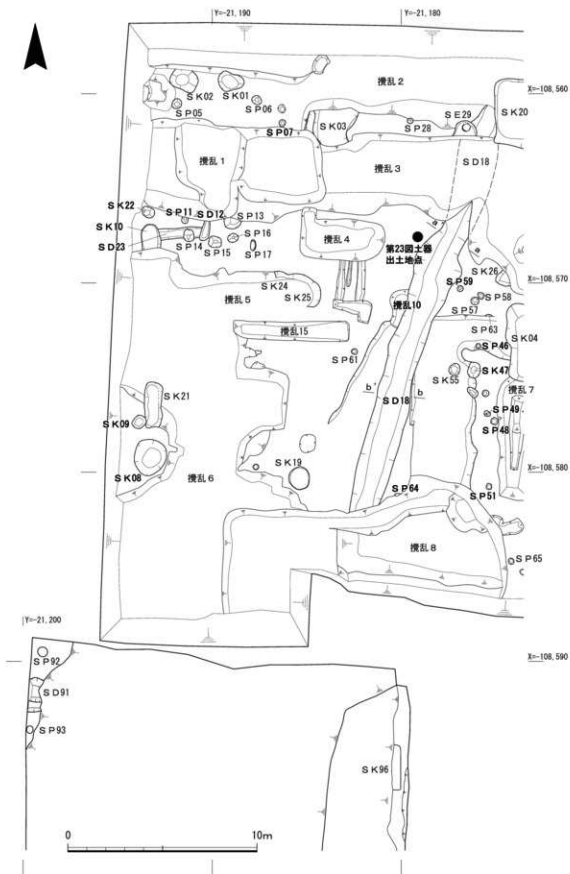 Y=-21,190
Y=-21,180
攪乱2
X=-108,560
SK02
SK01
SP05
SP06
SP07
SK03
SP28
SE29
SK20
攪乱1
攪乱3
SD18
SK22
SP11
SD12
SP13
SK10
SD23
SP14
SP15
SP16
SP17
攪乱4
第23図土器
出土地点
SK26
X=-108,570
SK24
SK25
攪乱5
SP59
SP58
SP57
攪乱10
SP63
SK04
攪乱15
SP46
SP61
SK55
SK47
攪乱7
b'
b
SD18
SK21
SK09
SP49
SP48
SK08
攪乱6
SK19
X=-108,580
SP64
SP51
攪乱8
SP65
Y=-21,200
X=-108,590
SP92
SD91
SP93
SK96
0
10m